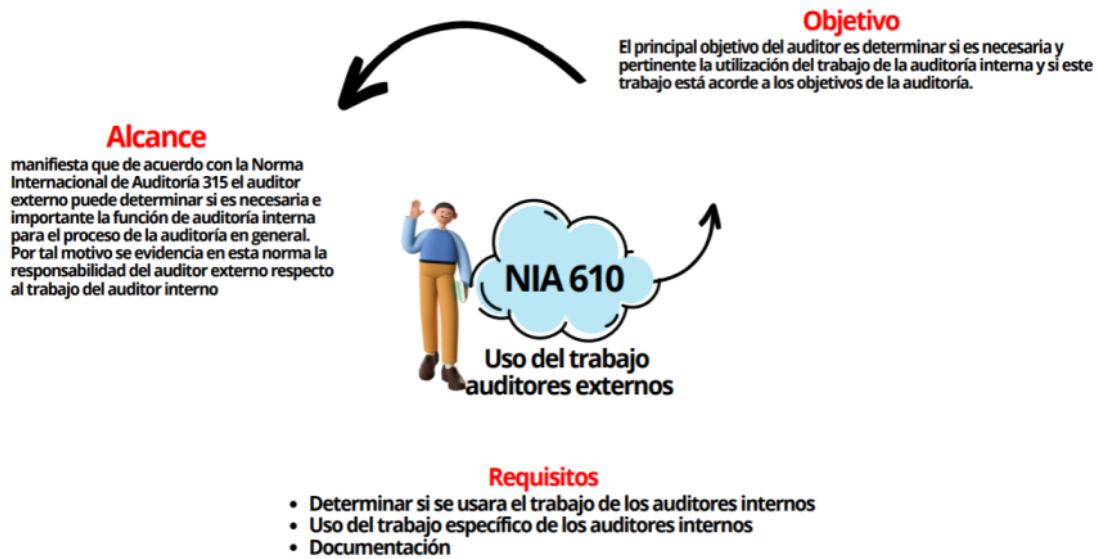 Objetivo
El principal objetivo del auditor es determinar si es necesaria y
pertinente la utilización del trabajo de la auditoría interna y si este
trabajo está acorde a los objetivos de la auditoría.
Alcance
manifiesta que de acuerdo con la Norma
Internacional de Auditoría 315 el auditor
externo puede determinar si es necesaria e
importante la función de auditoría interna
para el proceso de la auditoría en general.
Por tal motivo se evidencia en esta norma la
responsabilidad del auditor externo respecto
al trabajo del auditor interno
NIA 610
Uso del trabajo
auditores externos
Requisitos
• Determinar si se usara el trabajo de los auditores internos
• Uso del trabajo específico de los auditores internos
• Documentación